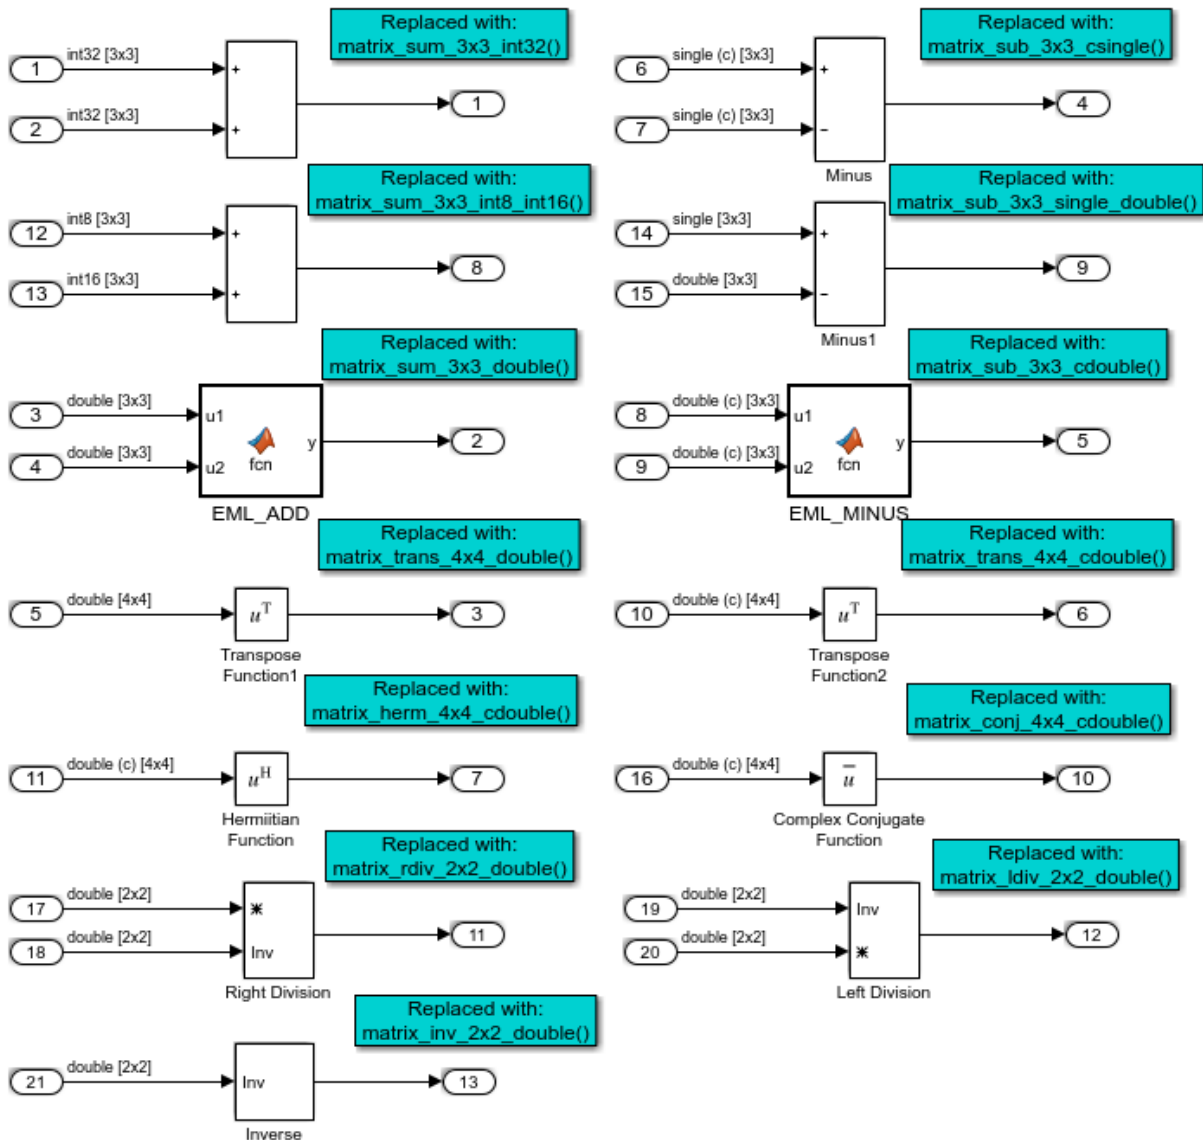 Replaced with:
matrix_sum_3x3_int32()
1
int32 [3x3]
+
2
int32 [3x3]
+
1
Replaced with:
matrix_sub_3x3_csingle()
6
single (c) [3x3]
+
7
single (c) [3x3]
−
4
Minus
Replaced with:
matrix_sum_3x3_int8_int16()
12
int8 [3x3]
+
13
int16 [3x3]
+
8
Replaced with:
matrix_sub_3x3_single_double()
14
single [3x3]
+
15
double [3x3]
−
9
Minus1
Replaced with:
matrix_sum_3x3_double()
3
double [3x3]
u1
4
double [3x3]
u2
fcn
y
2
EML_ADD
Replaced with:
matrix_sub_3x3_cdouble()
8
double (c) [3x3]
u1
9
double (c) [3x3]
u2
fcn
y
5
EML_MINUS
Replaced with:
matrix_trans_4x4_double()
5
double [4x4]
u^T
3
Transpose
Function1
Replaced with:
matrix_trans_4x4_cdouble()
10
double (c) [4x4]
u^T
6
Transpose
Function2
Replaced with:
matrix_herm_4x4_cdouble()
11
double (c) [4x4]
u^H
7
Hermiitian
Function
Replaced with:
matrix_conj_4x4_cdouble()
16
double (c) [4x4]
u̅
10
Complex Conjugate
Function
Replaced with:
matrix_rdiv_2x2_double()
17
double [2x2]
*
18
double [2x2]
Inv
11
Right Division
Replaced with:
matrix_ldiv_2x2_double()
19
double [2x2]
Inv
20
double [2x2]
*
12
Left Division
Replaced with:
matrix_inv_2x2_double()
21
double [2x2]
Inv
13
Inverse